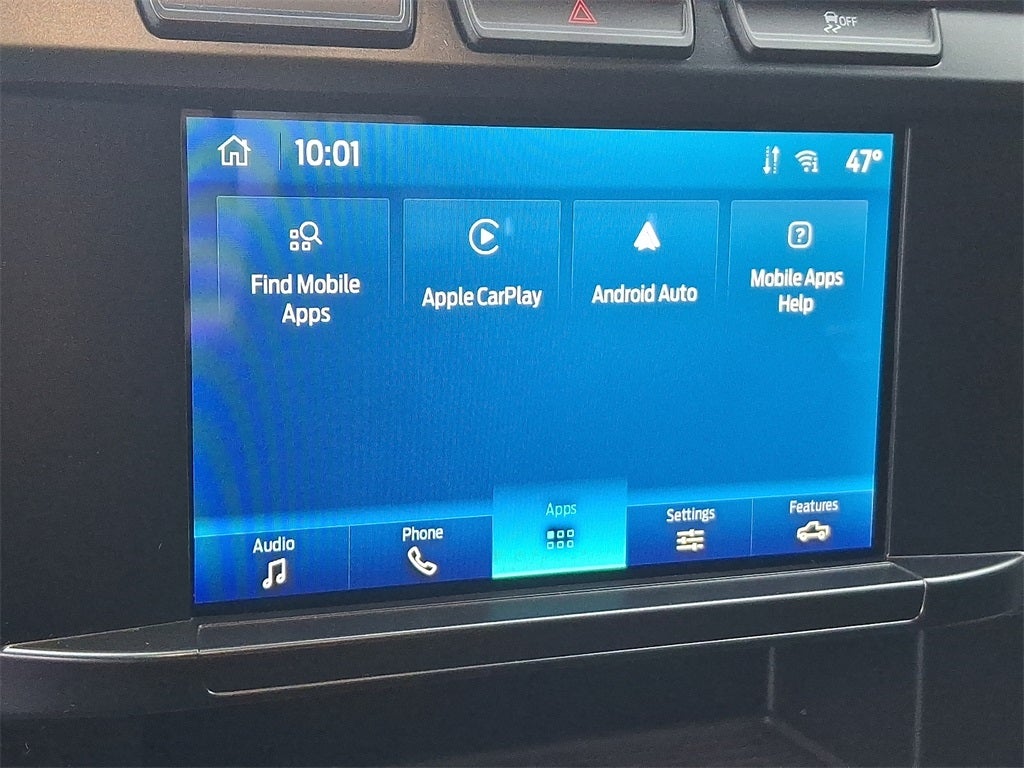 OFF
10:01
47°
Find Mobile
Apps
Apple CarPlay
Android Auto
Mobile Apps
Help
Audio
Phone
Apps
Settings
Features